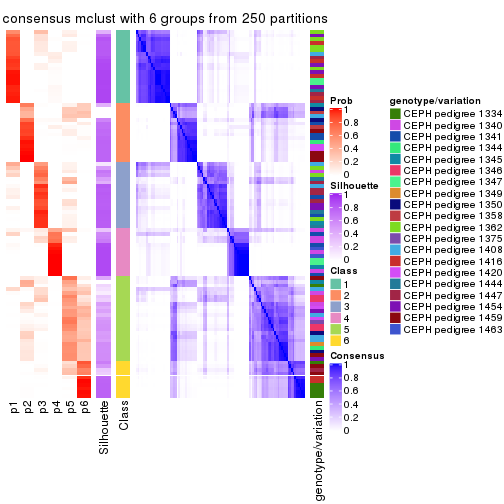 consensus mclust with 6 groups from 250 partitions
p1
p2
p3
p4
p5
p6
Silhouette
Class
genotype/variation
Prob
1
0.8
0.6
0.4
0.2
0
Silhouette
1
0.8
0.6
0.4
0.2
0
Class
1
2
3
4
5
6
Consensus
1
0.8
0.6
0.4
0.2
0
genotype/variation
CEPH pedigree 1334
CEPH pedigree 1340
CEPH pedigree 1341
CEPH pedigree 1344
CEPH pedigree 1345
CEPH pedigree 1346
CEPH pedigree 1347
CEPH pedigree 1349
CEPH pedigree 1350
CEPH pedigree 1358
CEPH pedigree 1362
CEPH pedigree 1375
CEPH pedigree 1408
CEPH pedigree 1416
CEPH pedigree 1420
CEPH pedigree 1444
CEPH pedigree 1447
CEPH pedigree 1454
CEPH pedigree 1459
CEPH pedigree 1463